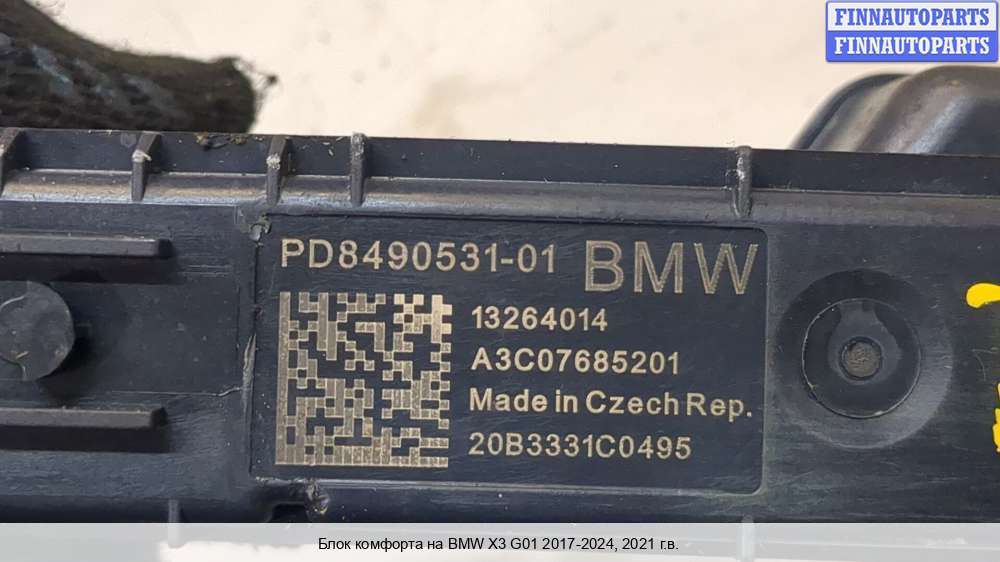 FINNAUTOPARTS
FINNAUTOPARTS
PD8490531-01 BMW
13264014
A3C07685201
Made in Czech Rep.
20B3331C0495
Блок комфорта на BMW X3 G01 2017-2024, 2021 г.в.